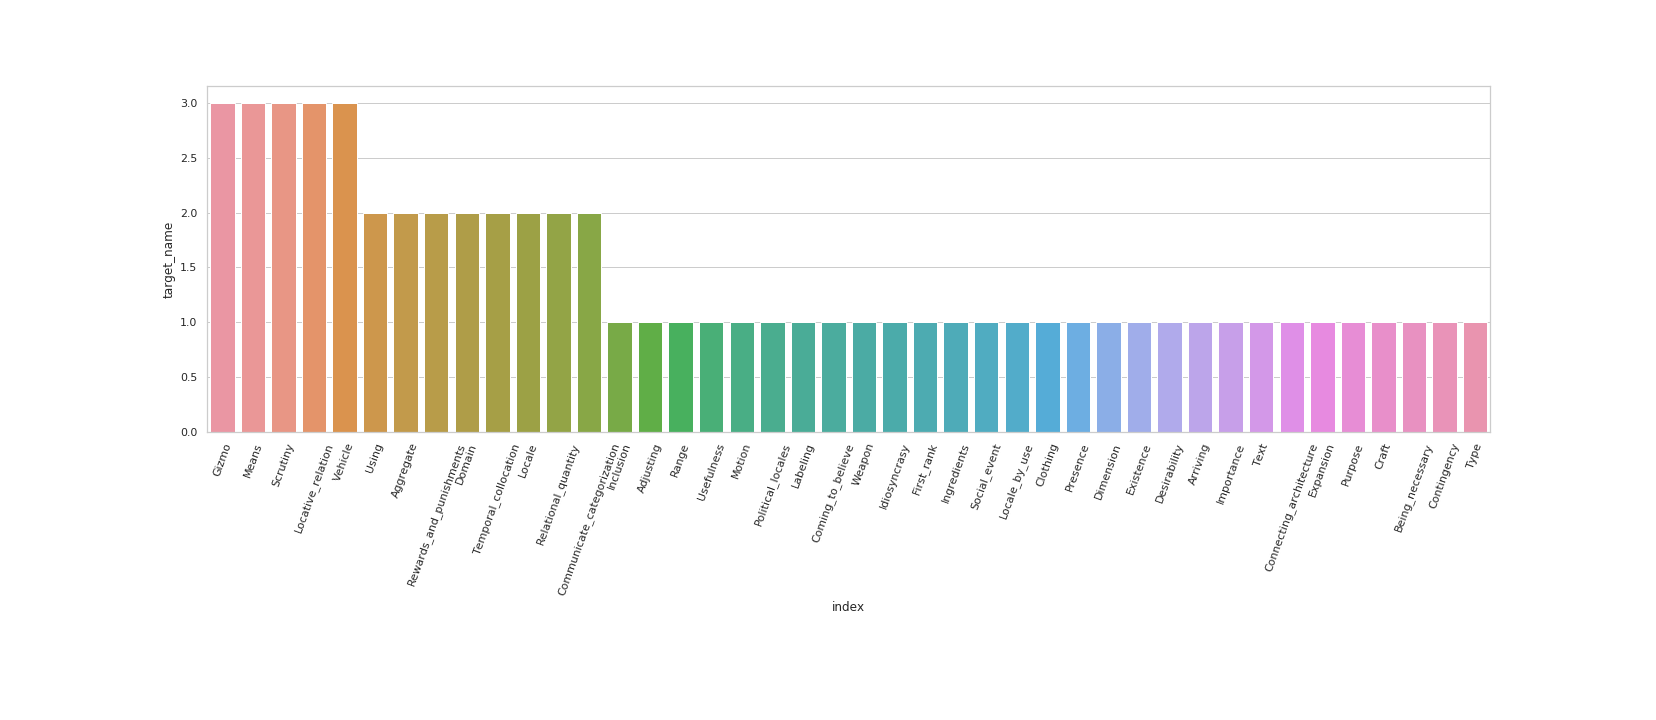 3.0
2.5
2.0
1.5
1.0
0.5
0.0
target_name
Gizmo
Means
Scrutiny
Locative_relation
Vehicle
Using
Aggregate
Rewards_and_punishments
Domain
Temporal_collocation
Locale
Relational_quantity
Communicate_categorization
Inclusion
Adjusting
Range
Usefulness
Motion
Political_locales
Labeling
Coming_to_believe
Weapon
Idiosyncrasy
First_rank
Ingredients
Social_event
Locale_by_use
Clothing
Presence
Dimension
Existence
Desirability
Arriving
Importance
Text
Connecting_architecture
Expansion
Purpose
Craft
Being_necessary
Contingency
Type
index